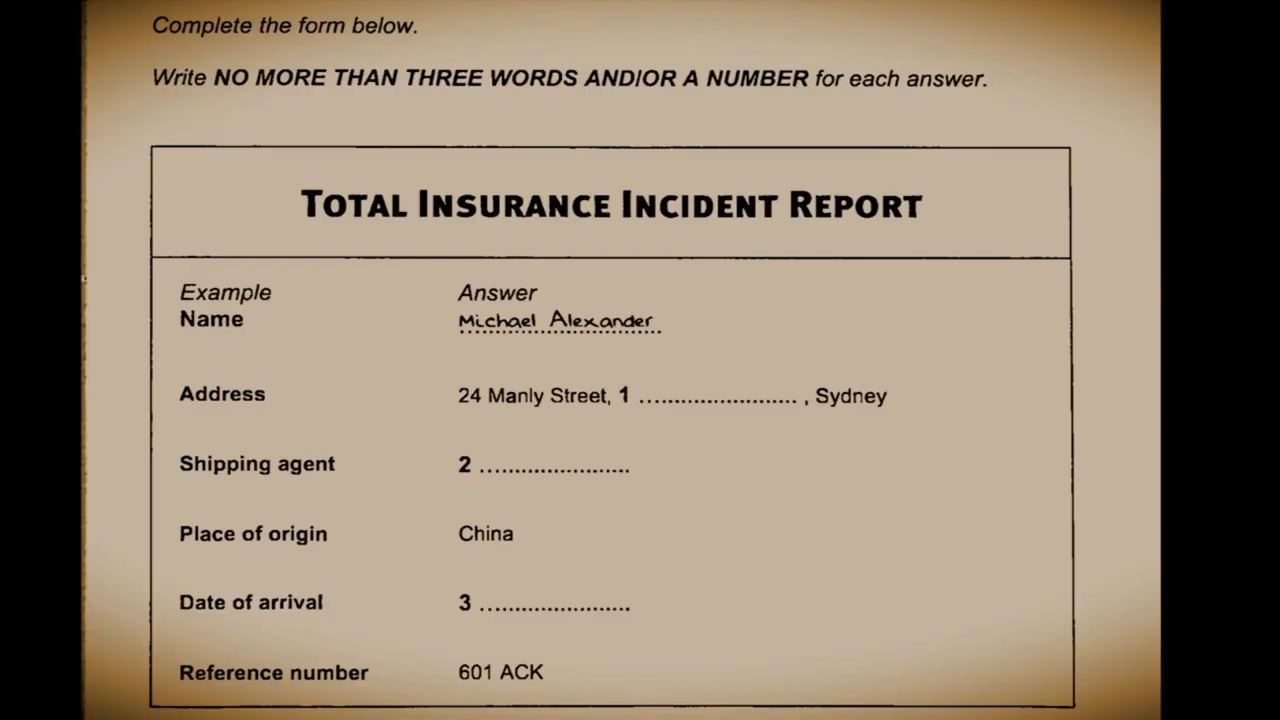 Complete the form below.
Write NO MORE THAN THREE WORDS AND/OR A NUMBER for each answer.
TOTAL INSURANCE INCIDENT REPORT
Example Answer
Name Michael Alexander
Address 24 Manly Street, 1 ........................ , Sydney
Shipping agent 2 ......................
Place of origin China
Date of arrival 3 ......................
Reference number 601 ACK